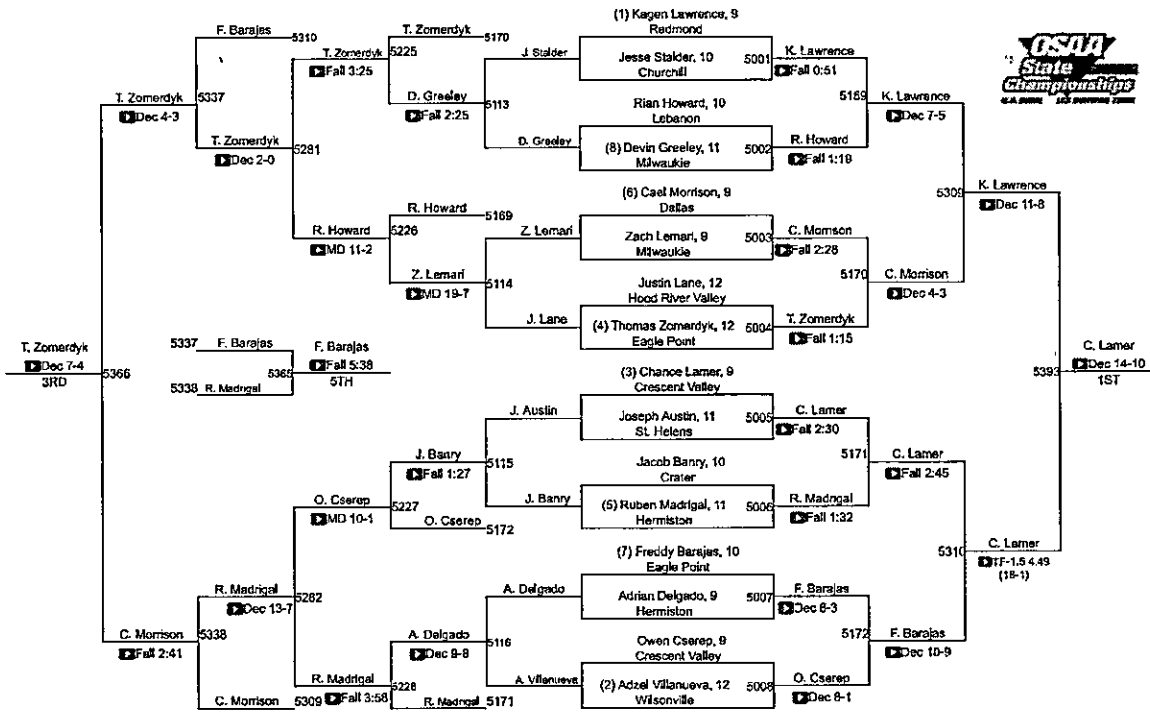 (1) Kagen Lawrence, 9
Redmond
Jesse Stalder, 10
Churchill
5001
K. Lawrence
Fall 0:51
Rian Howard, 10
Lebanon
(8) Devin Greeley, 11
Milwaukie
5002
R. Howard
Fall 1:19
5169
K. Lawrence
Dec 7-5
(6) Cael Morrison, 9
Dallas
Zach Lemari, 9
Milwaukie
5003
C. Morrison
Fall 2:28
Justin Lane, 12
Hood River Valley
(4) Thomas Zomerdyk, 12
Eagle Point
5004
T. Zomerdyk
Fall 1:15
5170
C. Morrison
Dec 4-3
5309
K. Lawrence
Dec 11-8
(3) Chance Lamer, 9
Crescent Valley
Joseph Austin, 11
St. Helens
5005
C. Lamer
Fall 2:30
Jacob Banry, 10
Crater
(5) Ruben Madrigal, 11
Hermiston
5006
R. Madrigal
Fall 1:32
5171
C. Lamer
Fall 2:45
(7) Freddy Barajas, 10
Eagle Point
Adrian Delgado, 9
Hermiston
5007
F. Barajas
Dec 6-3
Owen Cserep, 9
Crescent Valley
(2) Adzel Villanueva, 12
Wilsonville
5008
O. Cserep
Dec 8-1
5172
F. Barajas
Dec 10-9
5310
C. Lamer
TF-1.5 4:49
(18-1)
5393
C. Lamer
Dec 14-10
1ST
J. Stalder
D. Greeley
5113
D. Greeley
Fall 2:25
T. Zomerdyk
5170
5225
T. Zomerdyk
Fall 3:25
Z. Lemari
J. Lane
5114
Z. Lemari
MD 19-7
R. Howard
5169
5226
R. Howard
MD 11-2
5281
T. Zomerdyk
Dec 2-0
F. Barajas
5310
5337
T. Zomerdyk
Dec 4-3
J. Austin
J. Banry
5115
J. Banry
Fall 1:27
O. Cserep
5172
5227
O. Cserep
MD 10-1
A. Delgado
A. Villanueva
5116
A. Delgado
Dec 9-8
R. Madrigal
5171
5228
R. Madrigal
Fall 3:58
5282
R. Madrigal
Dec 13-7
C. Morrison
5309
5338
C. Morrison
Fall 2:41
5366
T. Zomerdyk
Dec 7-4
3RD
5337
F. Barajas
5338
R. Madrigal
5365
F. Barajas
Fall 5:38
5TH
OSAA
State
Championships